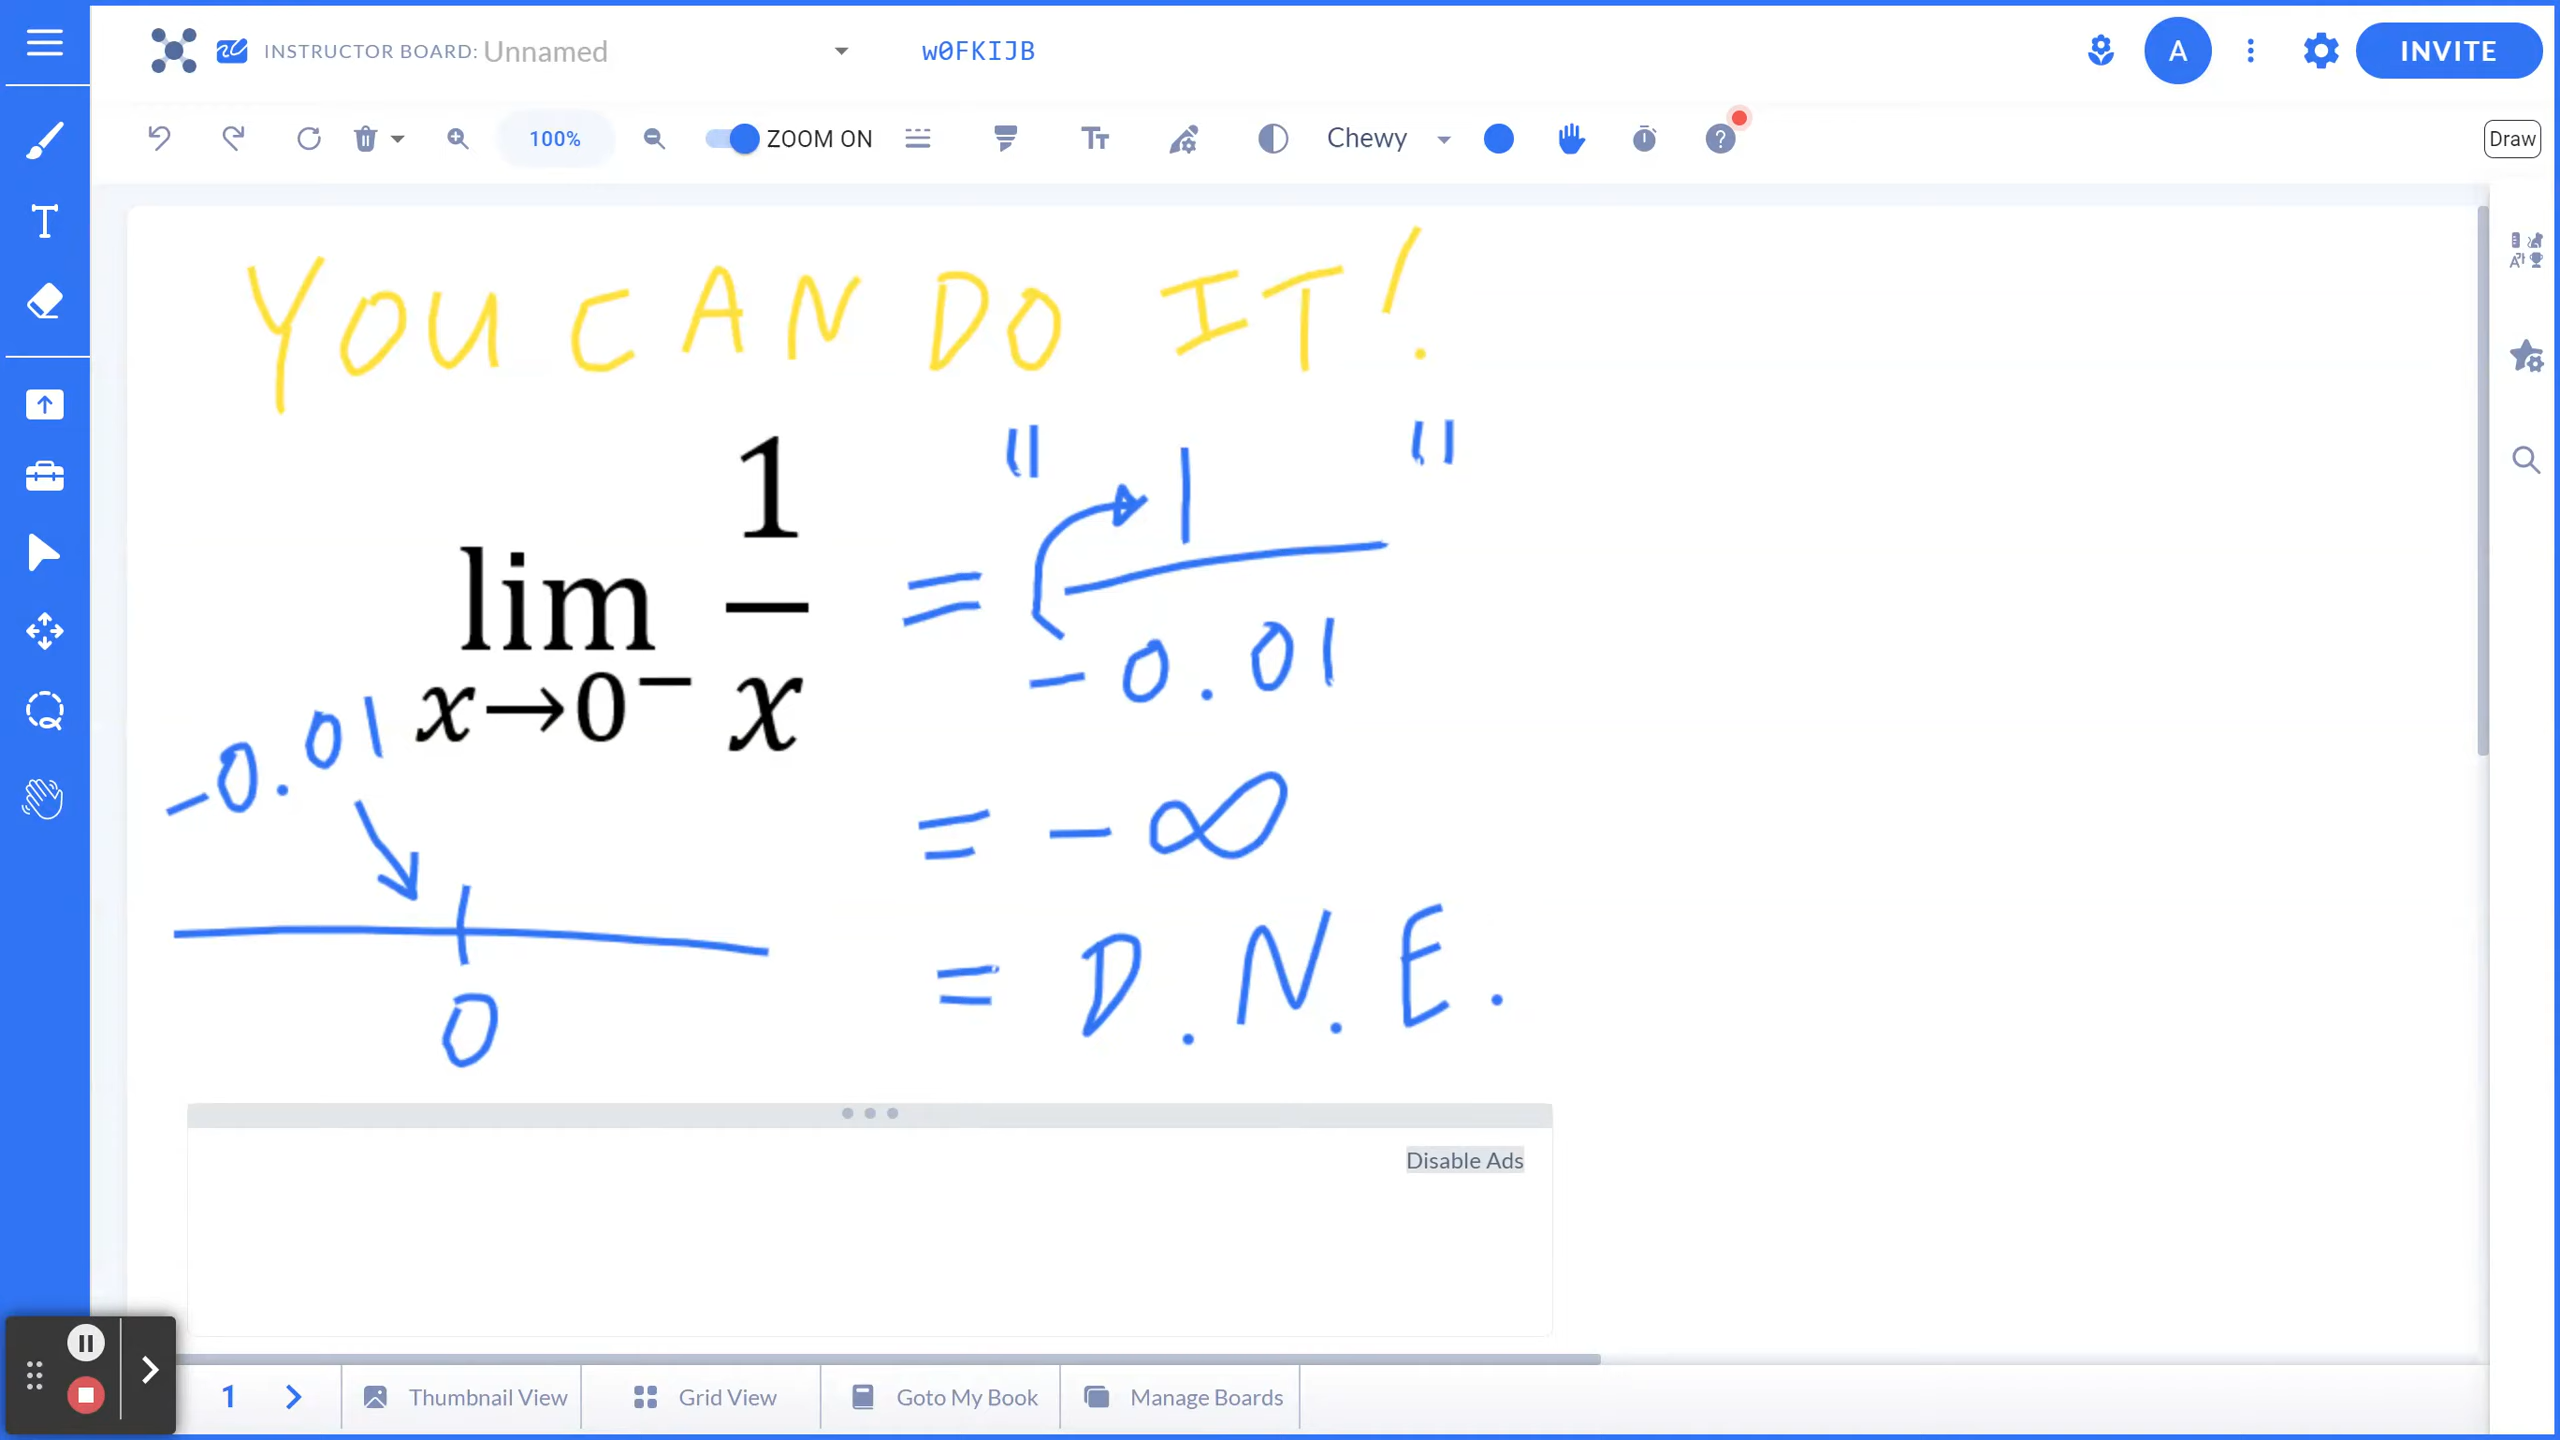 INSTRUCTOR BOARD: Unnamed
w0FKIJB
A
INVITE
100%
ZOOM ON
Tt
Chewy
?
Draw
T
YOU CAN DO IT!
lim x→0⁻ 1/x = " 1/-0.01 "
-0.01
= -∞
= D.N.E.
0
Disable Ads
1
Thumbnail View
Grid View
Goto My Book
Manage Boards